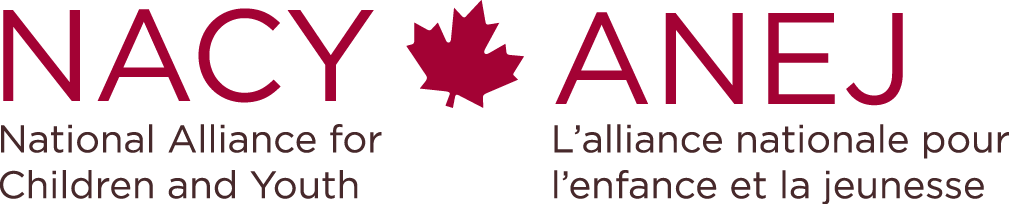 NACY
National Alliance for
Children and Youth
ANEJ
L'alliance nationale pour
l'enfance et la jeunesse